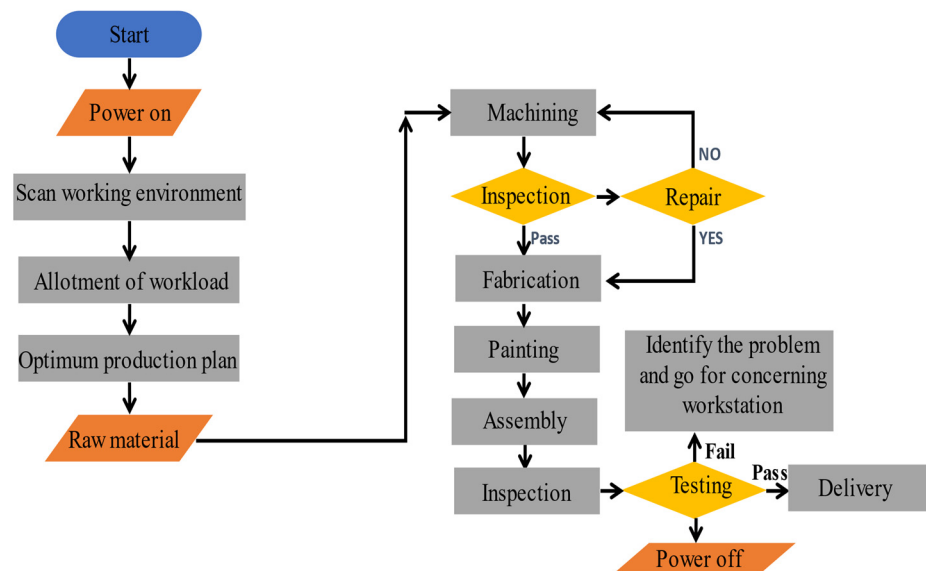 Start
Power on
Scan working environment
Allotment of workload
Optimum production plan
Raw material
Machining
NO
Inspection
Repair
Pass
YES
Fabrication
Painting
Identify the problem
and go for concerning
workstation
Assembly
Fail
Inspection
Testing
Pass
Delivery
Power off